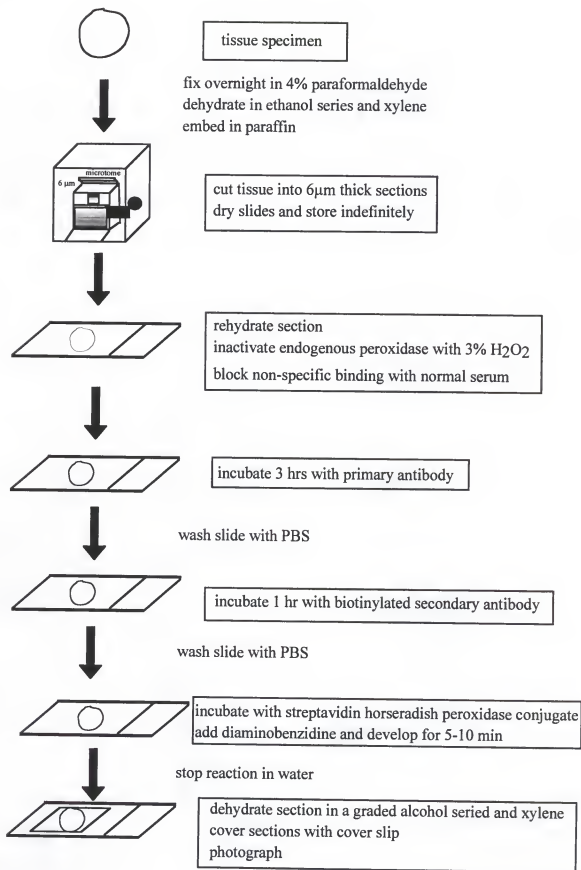 tissue specimen
fix overnight in 4% paraformaldehyde
dehydrate in ethanol series and xylene
embed in paraffin
microtome
6 μm
cut tissue into 6μm thick sections
dry slides and store indefinitely
rehydrate section
inactivate endogenous peroxidase with 3% H2O2
block non-specific binding with normal serum
incubate 3 hrs with primary antibody
wash slide with PBS
incubate 1 hr with biotinylated secondary antibody
wash slide with PBS
incubate with streptavidin horseradish peroxidase conjugate
add diaminobenzidine and develop for 5-10 min
stop reaction in water
dehydrate section in a graded alcohol seried and xylene
cover sections with cover slip
photograph